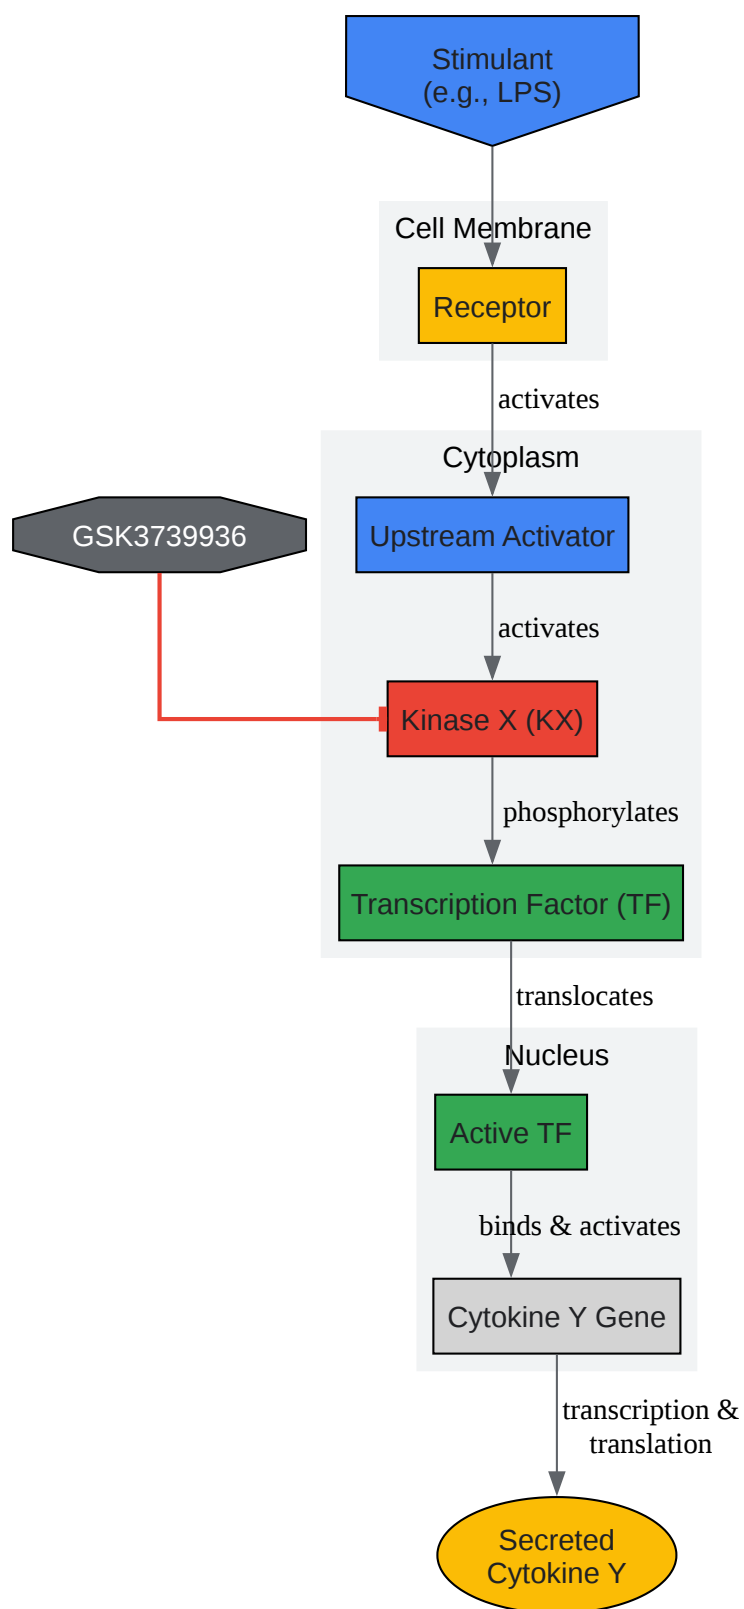 Stimulant
(e.g., LPS)
Cell Membrane
Receptor
activates
Cytoplasm
GSK3739936
Upstream Activator
activates
Kinase X (KX)
phosphorylates
Transcription Factor (TF)
translocates
Nucleus
Active TF
binds & activates
Cytokine Y Gene
transcription &
translation
Secreted
Cytokine Y